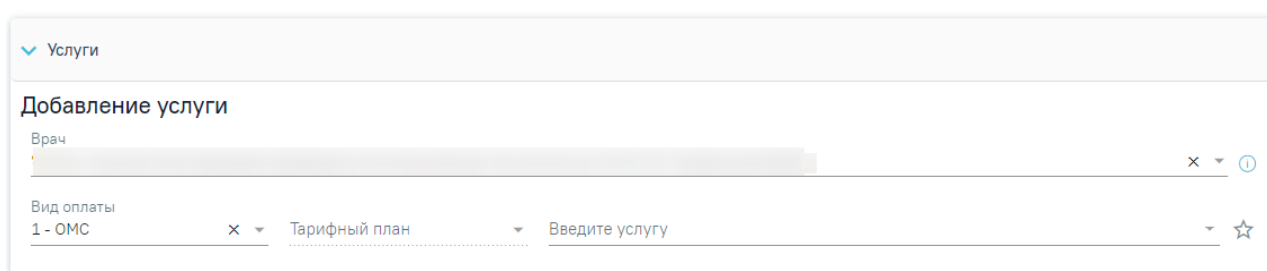 Услуги
Добавление услуги
Врач
Вид оплаты
1 - ОМС Тарифный план Введите услугу